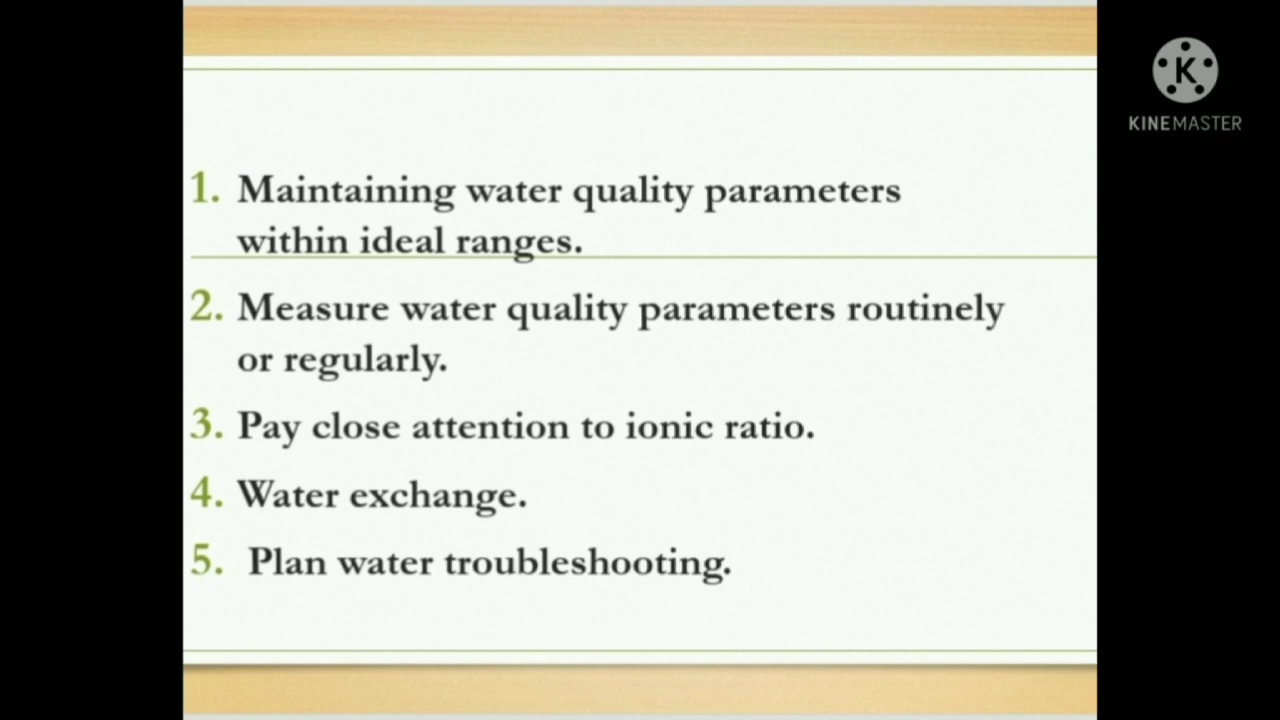 1. Maintaining water quality parameters
within ideal ranges.
2. Measure water quality parameters routinely
or regularly.
3. Pay close attention to ionic ratio.
4. Water exchange.
5. Plan water troubleshooting.
K
KINEMASTER